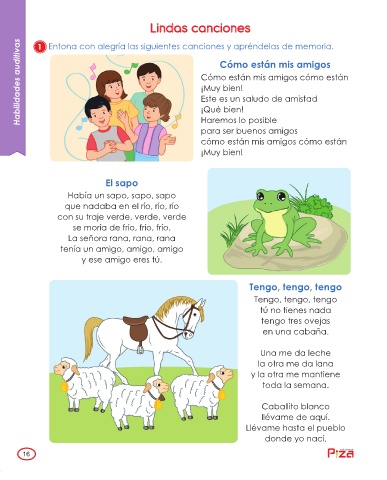 Lindas canciones
Habilidades auditivas
1 Entona con alegría las siguientes canciones y apréndelas de memoria.
Cómo están mis amigos
Cómo están mis amigos cómo están
¡Muy bien!
Este es un saludo de amistad
¡Qué bien!
Haremos lo posible
para ser buenos amigos
cómo están mis amigos cómo están
¡Muy bien!
El sapo
Había un sapo, sapo, sapo
que nadaba en el río, río, río
con su traje verde, verde, verde
se moría de frío, frío, frío.
La señora rana, rana, rana
tenía un amigo, amigo, amigo
y ese amigo eres tú.
Tengo, tengo, tengo
Tengo, tengo, tengo
tú no tienes nada
tengo tres ovejas
en una cabaña.
Una me da leche
la otra me da lana
y la otra me mantiene
toda la semana.
Caballito blanco
llévame de aquí.
Llévame hasta el pueblo
donde yo nací.
16
Piza